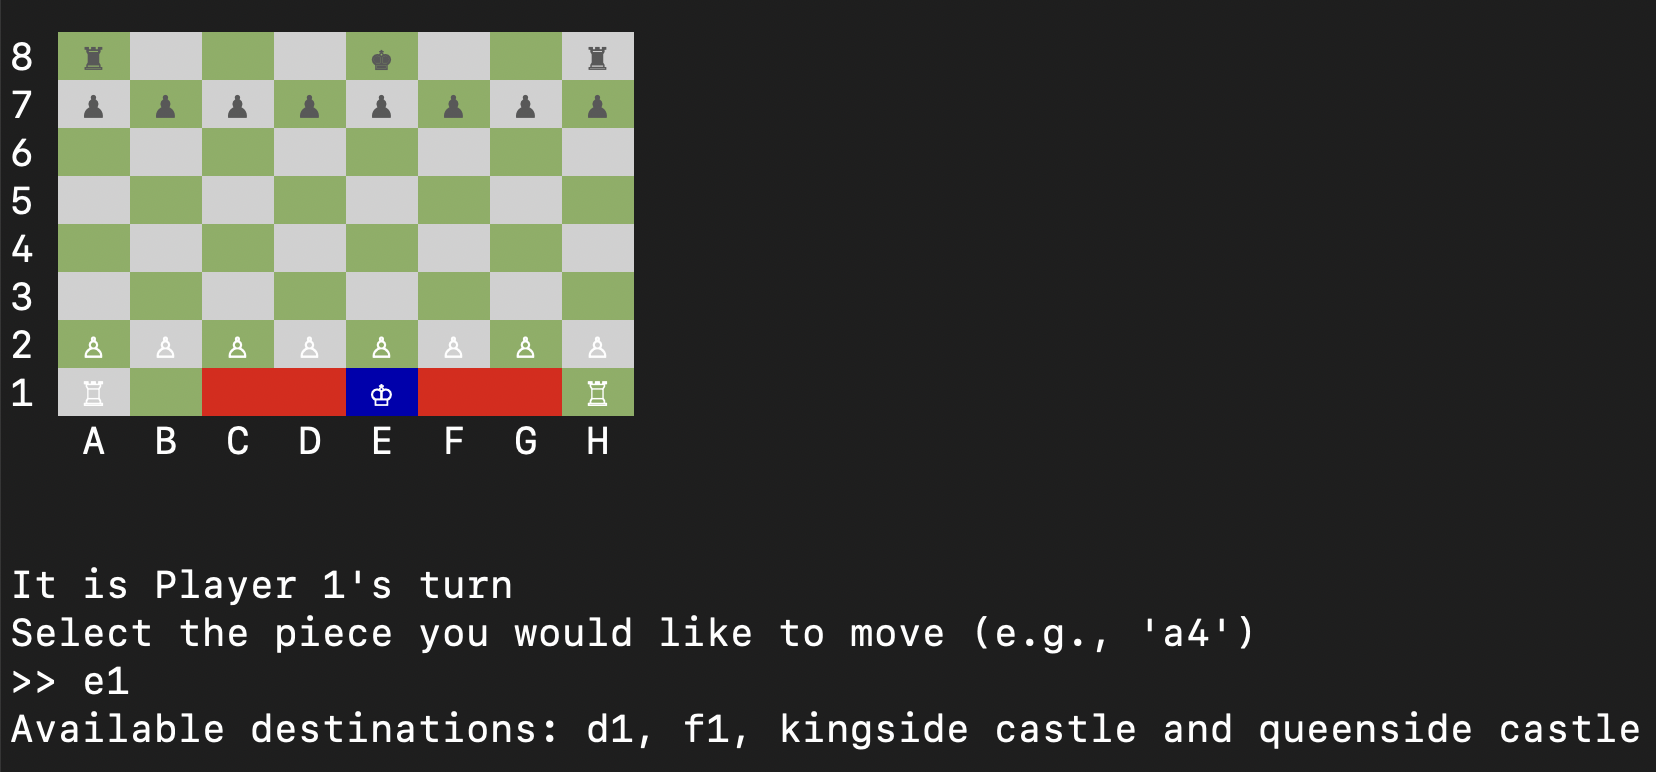 8
7
6
5
4
3
2
1
A B C D E F G H
It is Player 1's turn
Select the piece you would like to move (e.g., 'a4')
>> e1
Available destinations: d1, f1, kingside castle and queenside castle